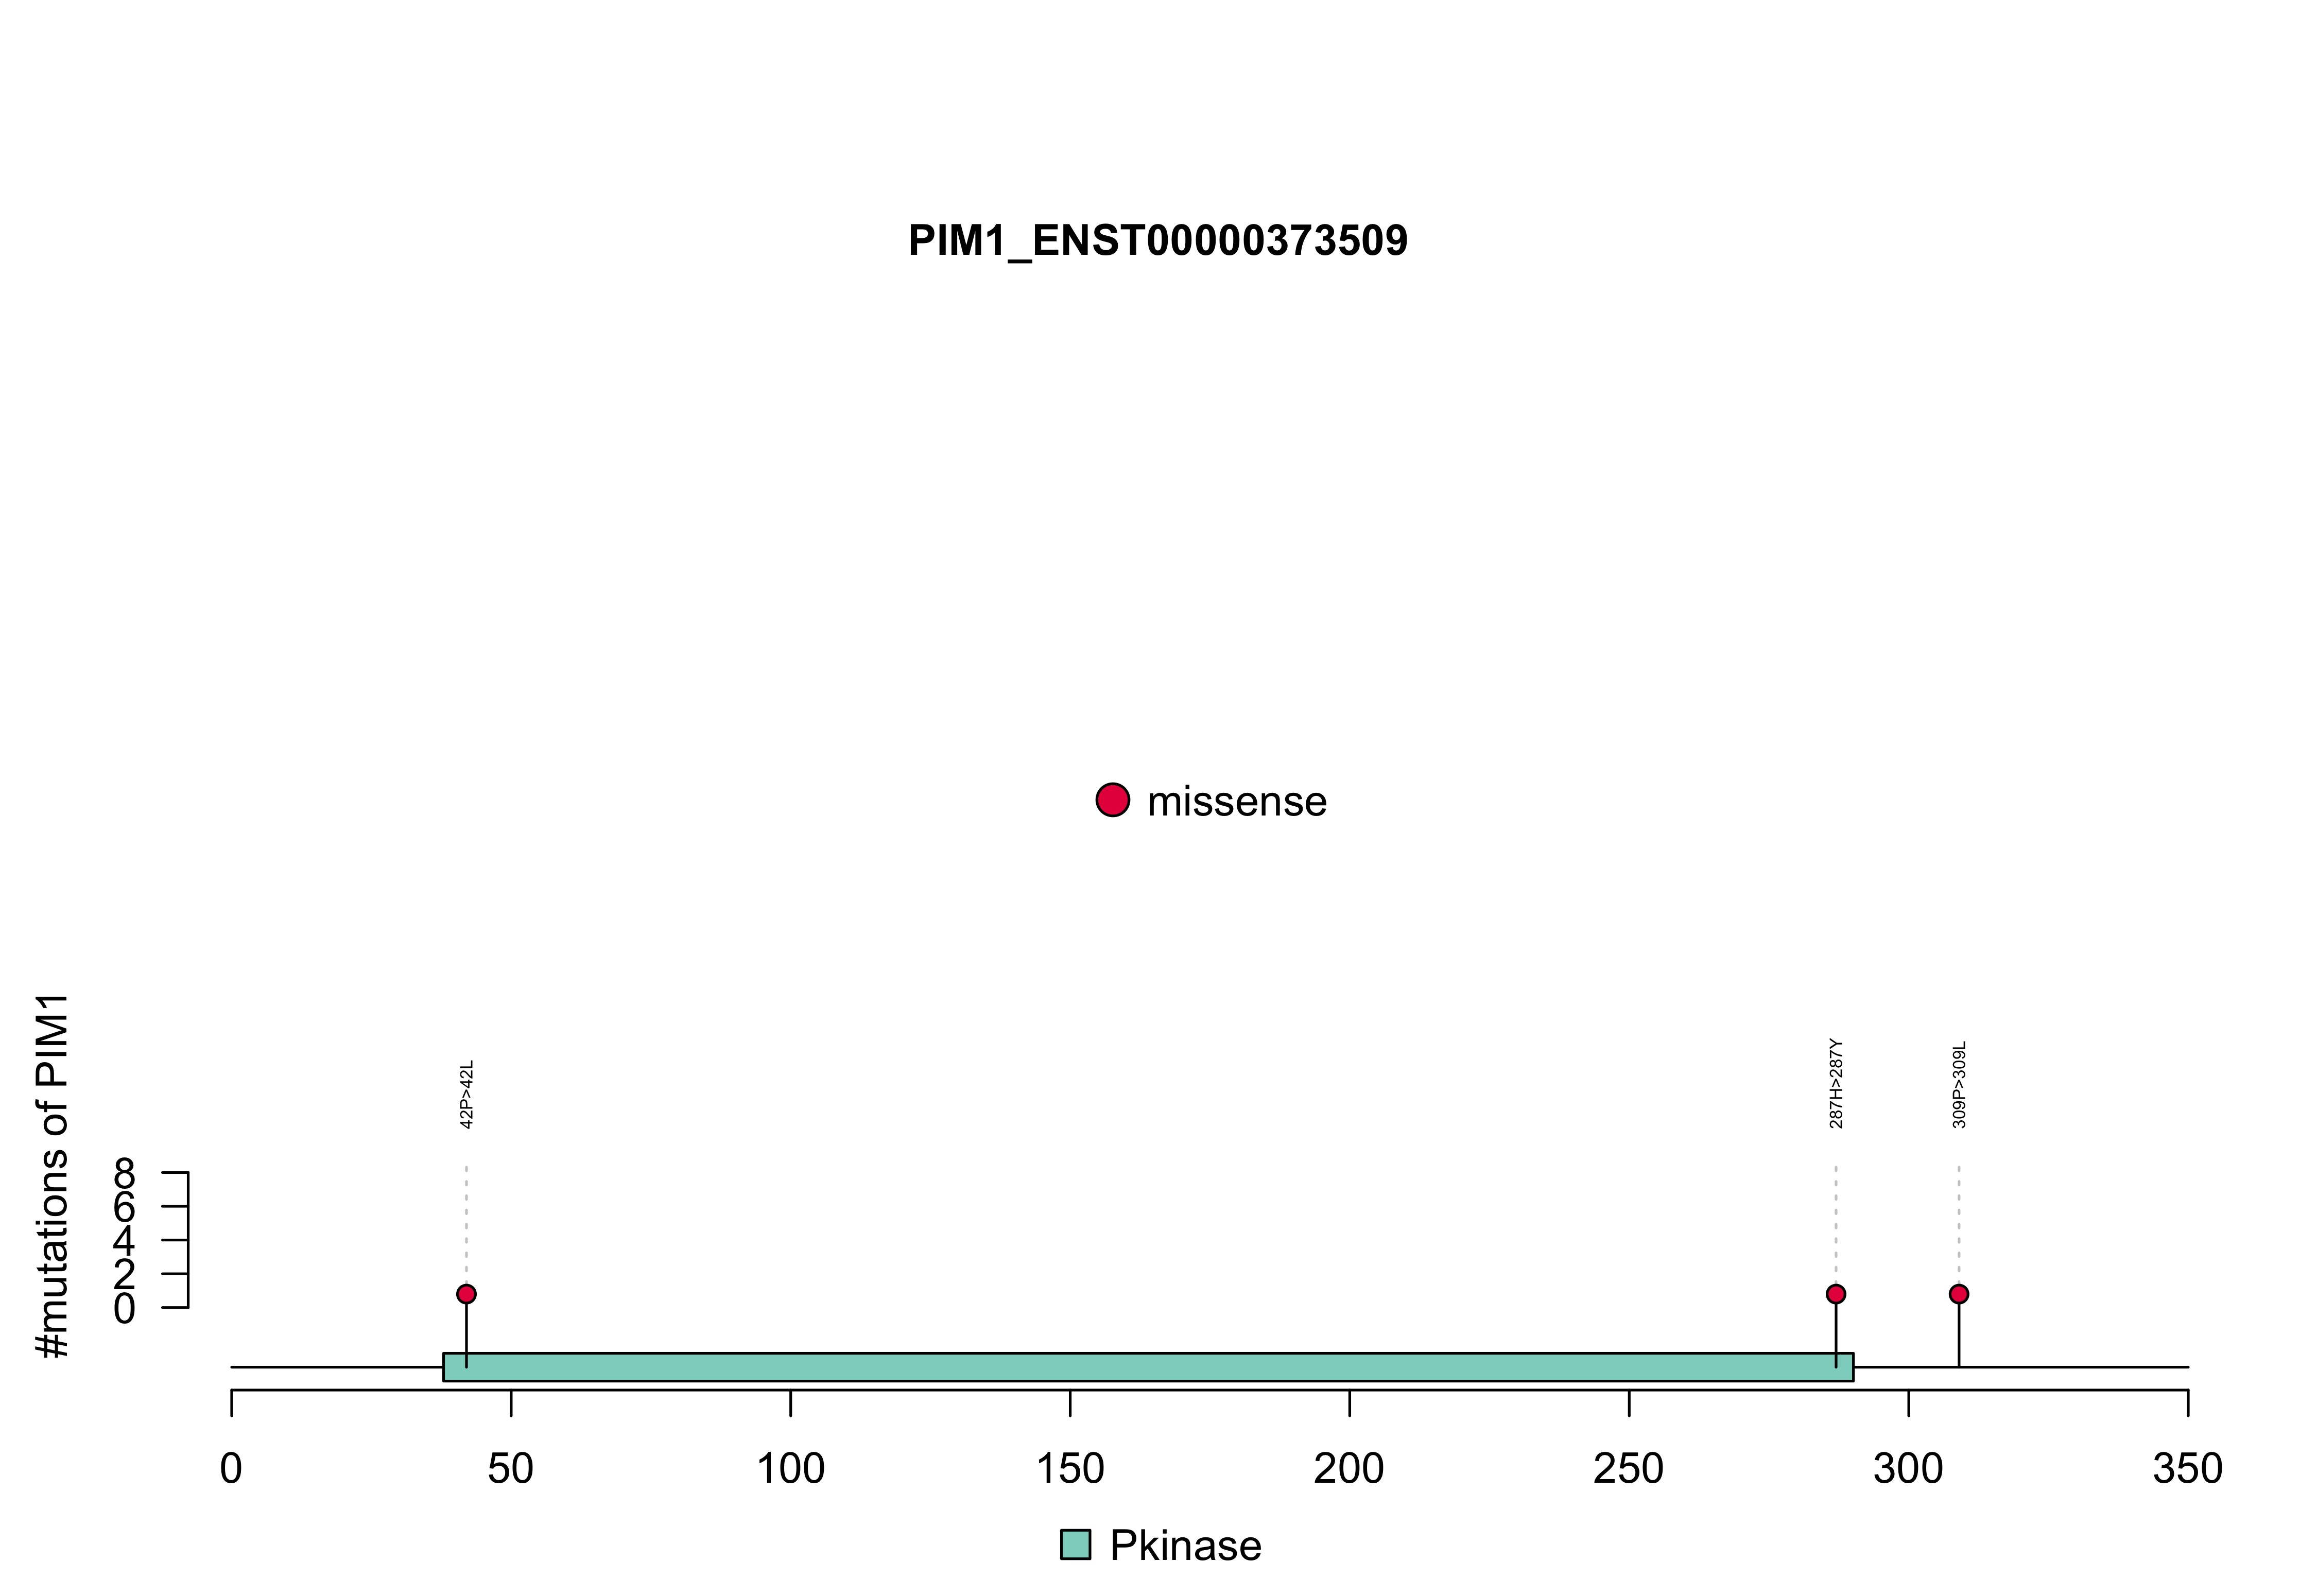 PIM1_ENST00000373509
missense
#mutations of PIM1
42P>42L
287H>287Y
309P>309L
8
6
4
2
0
0 50 100 150 200 250 300 350
Pkinase